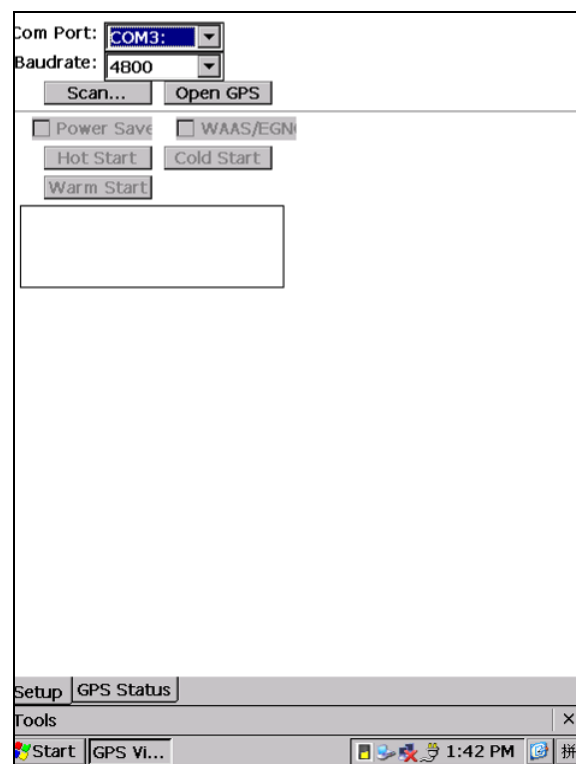 Com Port: COM3:
Baudrate: 4800
Scan... Open GPS
Power Save WAAS/EGN
Hot Start Cold Start
Warm Start
Setup GPS Status
Tools ×
Start GPS Vi... 1:42 PM 拼